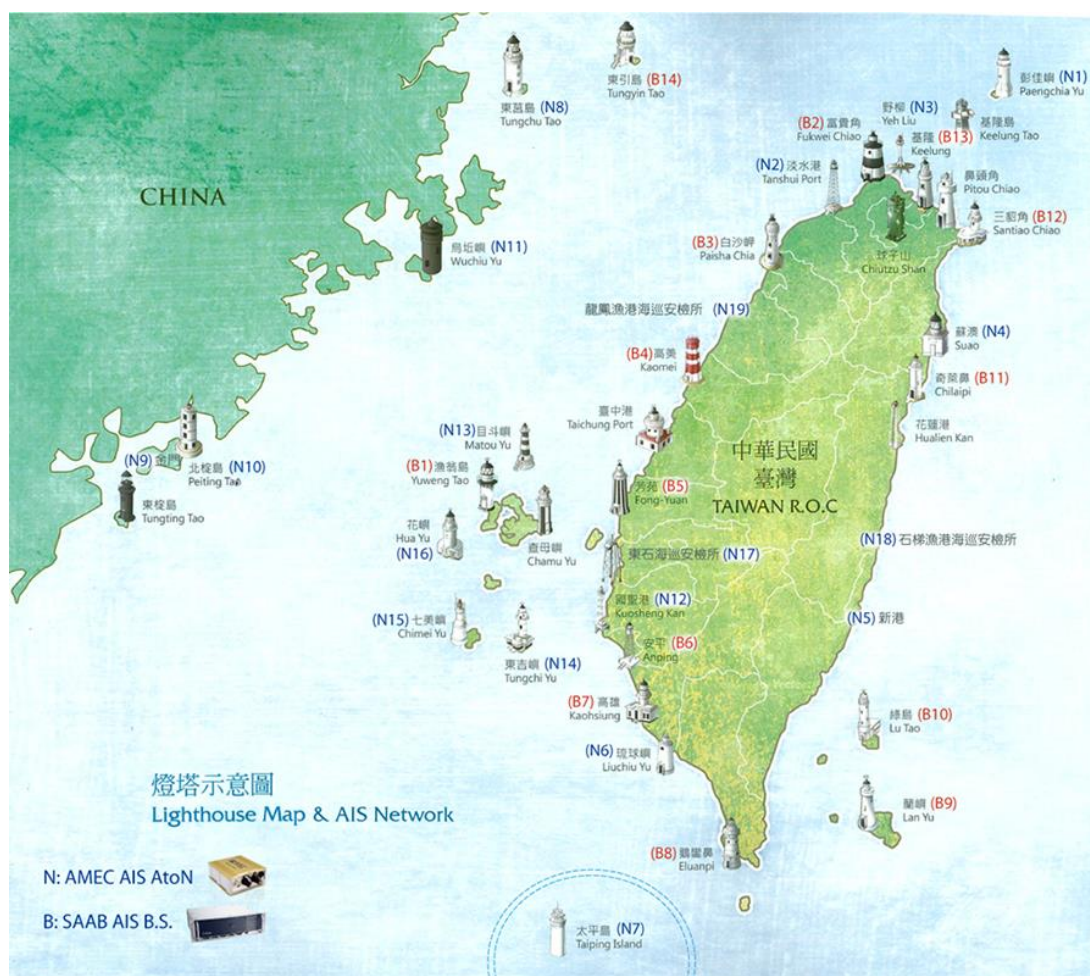 東莒島 (N8)
Tungchu Tao
東引島 (B14)
Tungyin Tao
彭佳嶼 (N1)
Paengchia Yu
野柳 (N3)
Yeh Liu
基隆島
Keelung Tao
(B2) 富貴角
Fukwei Chiao
基隆 (B13)
Keelung
(N2) 淡水港
Tanshui Port
鼻頭角
Pitou Chiao
CHINA
三貂角 (B12)
Santiao Chiao
烏坵嶼 (N11)
Wuchiu Yu
(B3) 白沙岬
Paisha Chia
球子山
Chiutzu Shan
龍鳳漁港海巡安檢所 (N19)
蘇澳 (N4)
Suao
(B4) 高美
Kaomei
奇萊鼻 (B11)
Chilaipi
臺中港
Taichung Port
花蓮港
Hualien Kan
(N13) 目斗嶼
Matou Yu
中華民國
臺灣
TAIWAN R.O.C
(N9) 金門
北椗島 (N10)
Peiting Tao
(B1) 漁翁島
Yuweng Tao
芳苑 (B5)
Fong-Yuan
東椗島
Tungting Tao
花嶼
Hua Yu
(N16)
查母嶼
Chamu Yu
(N18) 石梯漁港海巡安檢所
東石海巡安檢所 (N17)
國聖港 (N12)
Kuosheng Kan
(N15) 七美嶼
Chimei Yu
(N5) 新港
安平 (B6)
Anping
東吉嶼 (N14)
Tungchi Yu
(B7) 高雄
Kaohsiung
綠島 (B10)
Lu Tao
(N6) 琉球嶼
Liuchiu Yu
燈塔示意圖
Lighthouse Map & AIS Network
蘭嶼 (B9)
Lan Yu
(B8) 鵝鑾鼻
Eluanpi
N: AMEC AIS AtoN
B: SAAB AIS B.S.
太平島 (N7)
Taiping Island